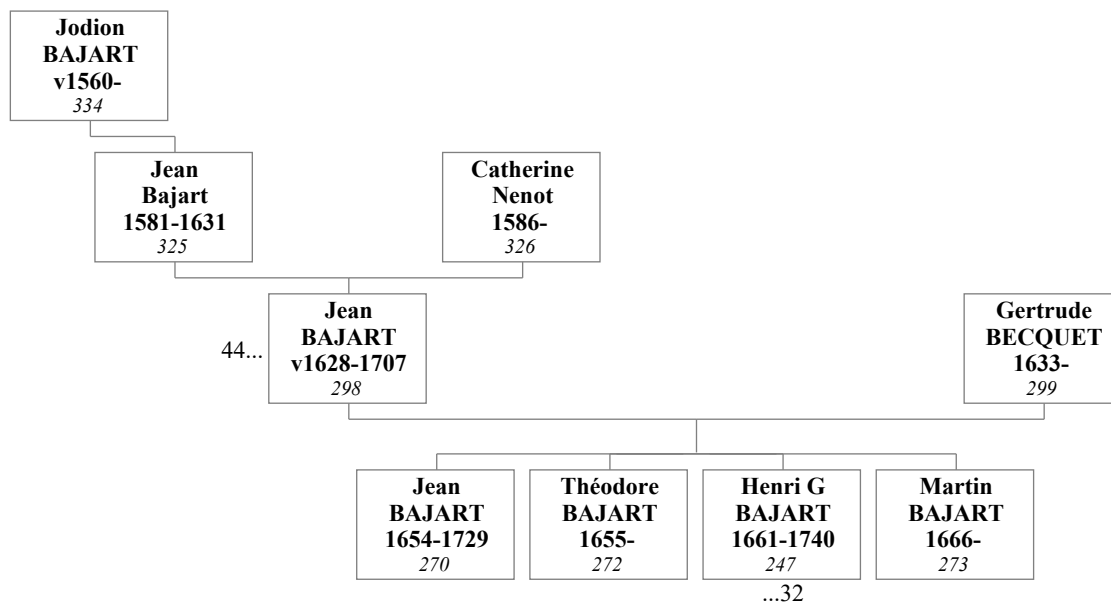 Jodion
BAJART
v1560-
334
Jean
Bajart
1581-1631
325
Catherine
Nenot
1586-
326
44...
Jean
BAJART
v1628-1707
298
Gertrude
BECQUET
1633-
299
Jean
BAJART
1654-1729
270
Théodore
BAJART
1655-
272
Henri G
BAJART
1661-1740
247
...32
Martin
BAJART
1666-
273